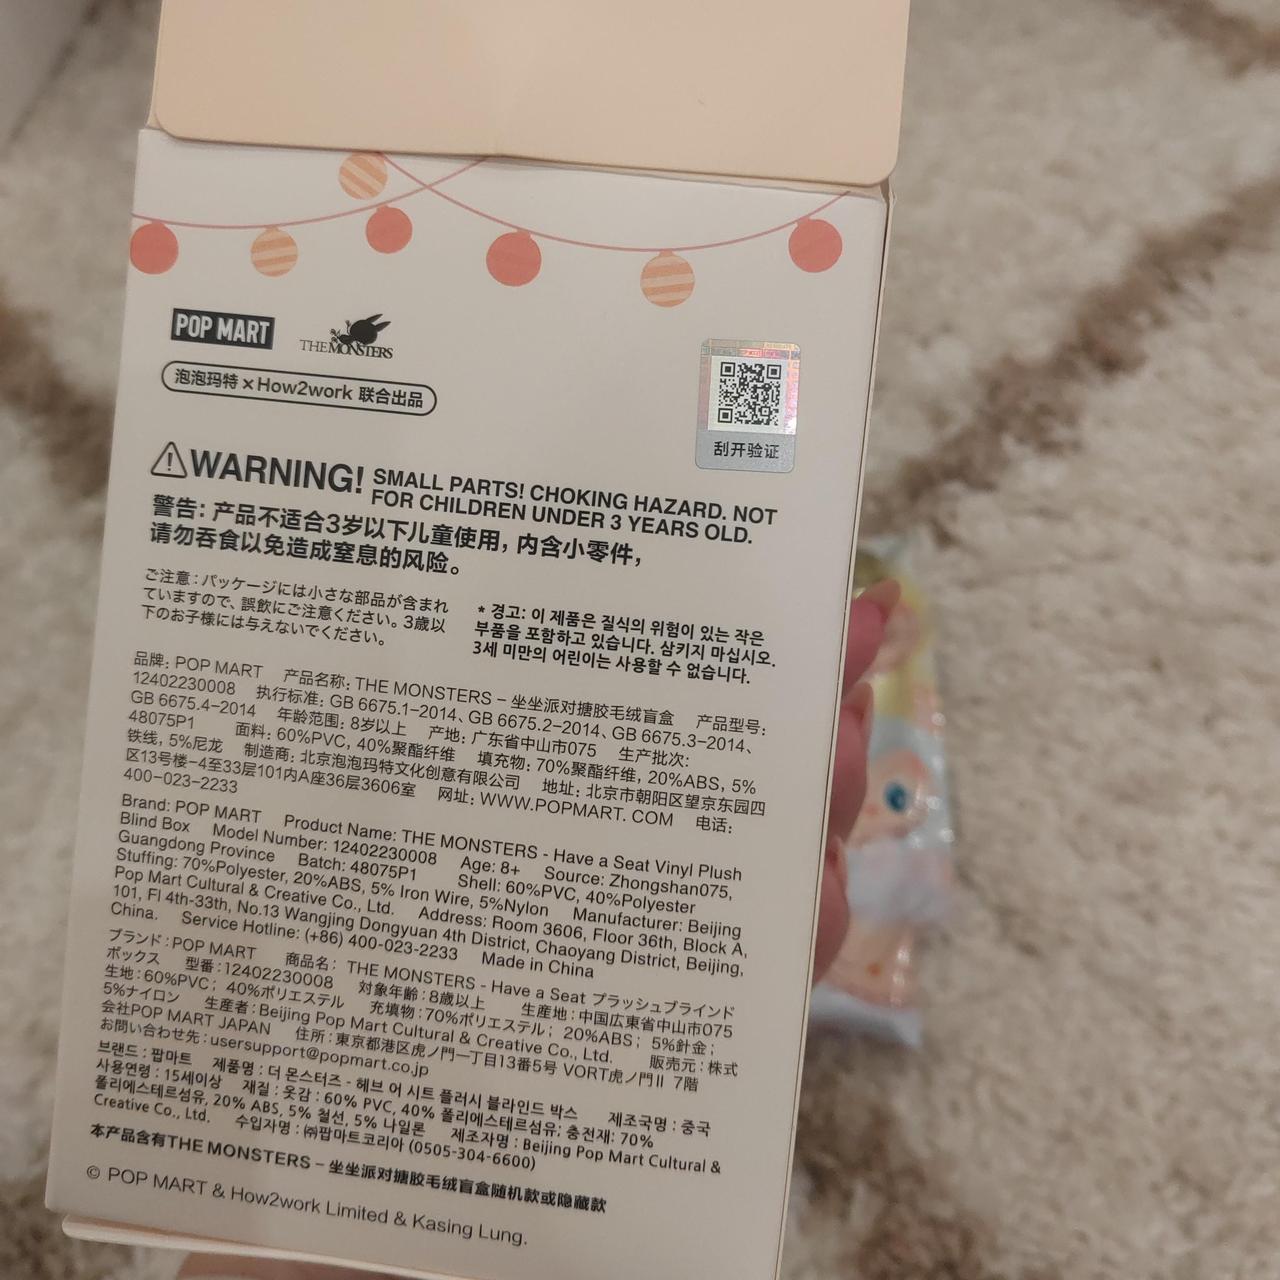 POP MART
THE MONSTERS
泡泡玛特 × How2work 联合出品
刮开验证
WARNING! SMALL PARTS! CHOKING HAZARD. NOT
FOR CHILDREN UNDER 3 YEARS OLD.
警告: 产品不适合3岁以下儿童使用, 内含小零件,
请勿吞食以免造成窒息的风险。
ご注意：パッケージには小さな部品が含まれ
ていますので、誤飲にご注意ください。3歳以
下のお子様には与えないでください。
* 경고: 이 제품은 질식의 위험이 있는 작은
부품을 포함하고 있습니다. 삼키지 마십시오.
3세 미만의 어린이는 사용할 수 없습니다.
品牌: POP MART 产品名称: THE MONSTERS – 坐坐派对搪胶毛绒盲盒 产品型号:
12402230008 执行标准: GB 6675.1–2014、GB 6675.2–2014、GB 6675.3–2014、
GB 6675.4–2014 年龄范围: 8岁以上 产地: 广东省中山市075 生产批次:
48075P1 面料: 60%PVC, 40%聚酯纤维 填充物: 70%聚酯纤维, 20%ABS, 5%
铁线, 5%尼龙 制造商: 北京泡泡玛特文化创意有限公司 地址: 北京市朝阳区望京东园四
区13号楼–4至33层101内A座36层3606室 网址: WWW.POPMART. COM 电话:
400–023–2233
Brand: POP MART Product Name: THE MONSTERS - Have a Seat Vinyl Plush
Blind Box Model Number: 12402230008 Age: 8+ Source: Zhongshan075,
Guangdong Province Batch: 48075P1 Shell: 60%PVC, 40%Polyester
Stuffing: 70%Polyester, 20%ABS, 5% Iron Wire, 5%Nylon Manufacturer: Beijing
Pop Mart Cultural & Creative Co., Ltd. Address: Room 3606, Floor 36th, Block A,
101, Fl 4th-33th, No.13 Wangjing Dongyuan 4th District, Chaoyang District, Beijing,
China. Service Hotline: (+86) 400-023-2233 Made in China
ブランド：POP MART 商品名： THE MONSTERS - Have a Seat プラッシュブラインド
ボックス 型番：12402230008 対象年齢：8歳以上 生産地：中国広東省中山市075
生地：60%PVC； 40%ポリエステル 充填物：70%ポリエステル； 20%ABS； 5%針金；
5%ナイロン 生産者：Beijing Pop Mart Cultural & Creative Co., Ltd. 販売元：株式
会社POP MART JAPAN 住所：東京都港区虎ノ門一丁目13番5号 VORT虎ノ門Ⅱ 7階
お問い合わせ先：usersupport@popmart.co.jp
브랜드 : 팝마트 제품명 : 더 몬스터즈 - 헤브 어 시트 플러시 블라인드 박스 제조국명 : 중국
사용연령 : 15세이상 재질 : 옷감 : 60% PVC, 40% 폴리에스테르섬유; 충전재: 70%
폴리에스테르섬유, 20% ABS, 5% 철선, 5% 나일론 제조자명 : Beijing Pop Mart Cultural &
Creative Co., Ltd. 수입자명 : ㈜팝마트코리아 (0505-304-6600)
本产品含有THE MONSTERS – 坐坐派对搪胶毛绒盲盒随机款或隐藏款
© POP MART & How2work Limited & Kasing Lung.